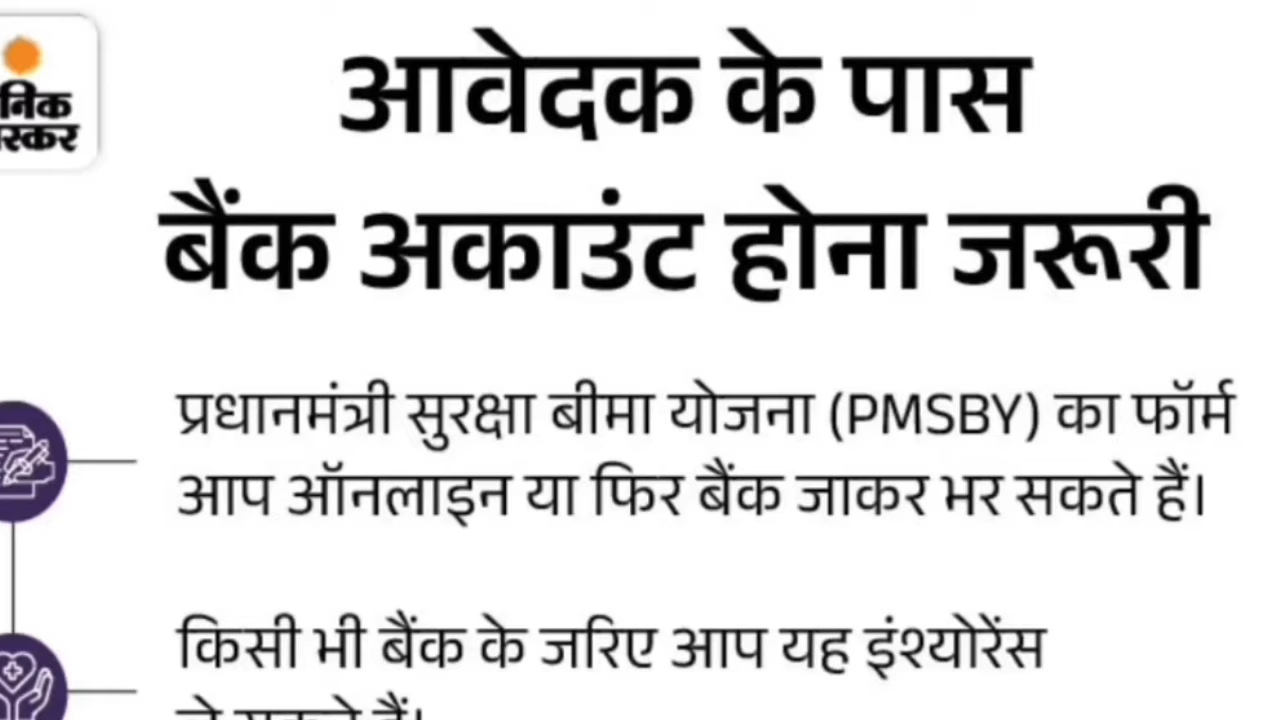 निक
स्कर
आवेदक के पास
बैंक अकाउंट होना जरूरी
प्रधानमंत्री सुरक्षा बीमा योजना (PMSBY) का फॉर्म
आप ऑनलाइन या फिर बैंक जाकर भर सकते हैं।
किसी भी बैंक के जरिए आप यह इंश्योरेंस